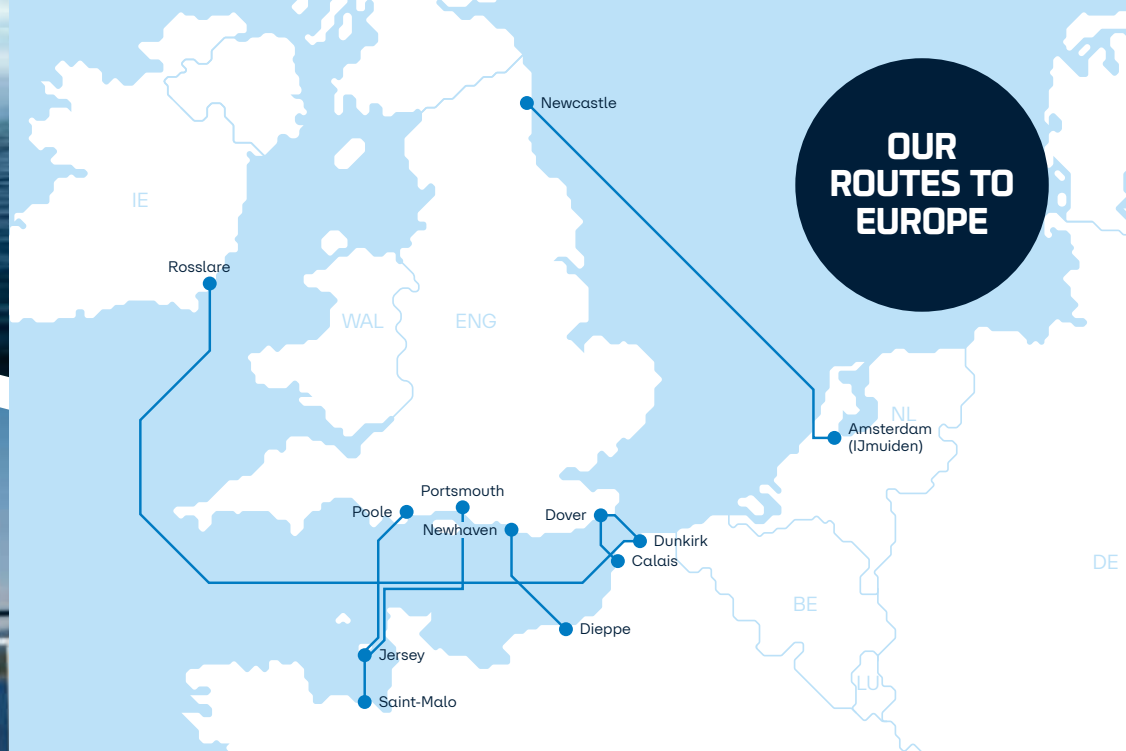 Newcastle
OUR
ROUTES TO
EUROPE
IE
Rosslare
WAL
ENG
NL
Amsterdam
(IJmuiden)
Portsmouth
Poole
Dover
Newhaven
Dunkirk
Calais
DE
BE
Dieppe
Jersey
LU
Saint-Malo